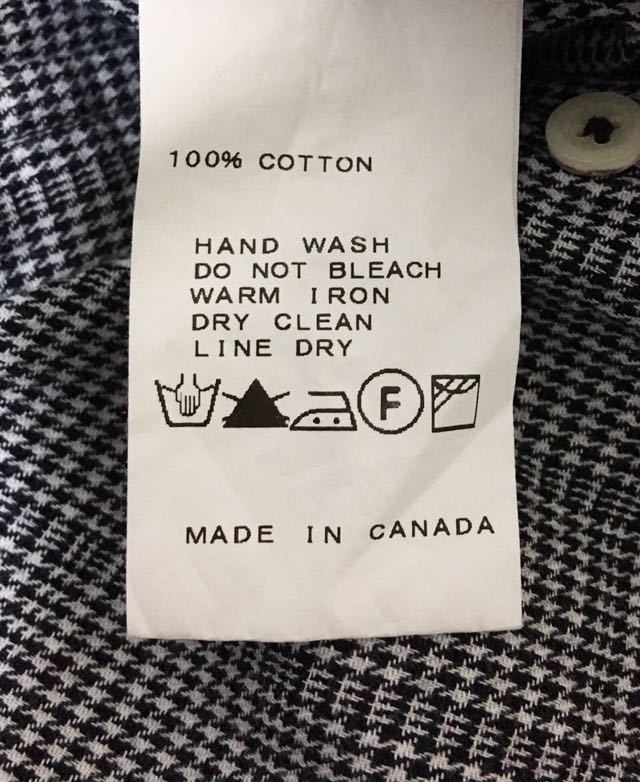 100% COTTON
HAND WASH
DO NOT BLEACH
WARM IRON
DRY CLEAN
LINE DRY
F
MADE IN CANADA